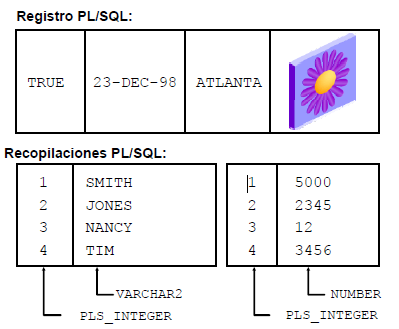 Registro PL/SQL:
TRUE 23-DEC-98 ATLANTA
Recopilaciones PL/SQL:
1 SMITH 1 5000
2 JONES 2 2345
3 NANCY 3 12
4 TIM 4 3456
VARCHAR2 NUMBER
PLS_INTEGER PLS_INTEGER